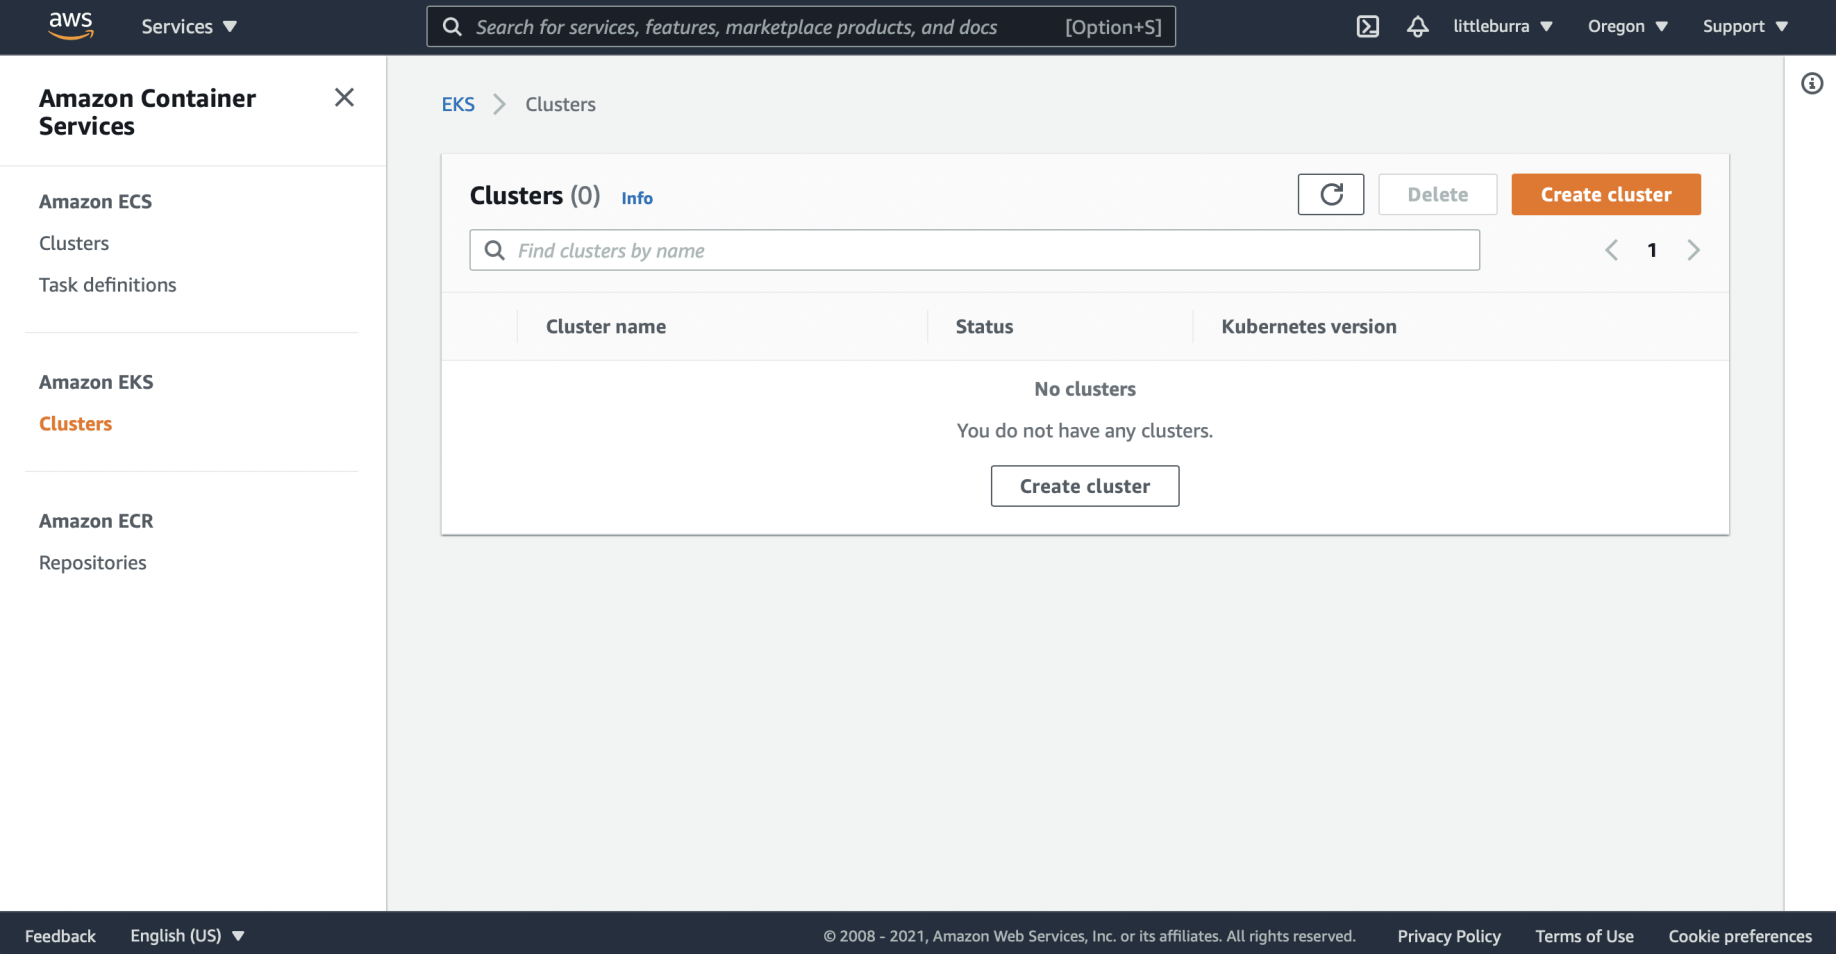 aws
Services
Search for services, features, marketplace products, and docs [Option+S]
littleburra
Oregon
Support
Amazon Container
Services
Amazon ECS
Clusters
Task definitions
Amazon EKS
Clusters
Amazon ECR
Repositories
EKS Clusters
Clusters (0) Info
Delete
Create cluster
Find clusters by name
1
Cluster name Status Kubernetes version
No clusters
You do not have any clusters.
Create cluster
Feedback English (US) © 2008 - 2021, Amazon Web Services, Inc. or its affiliates. All rights reserved. Privacy Policy Terms of Use Cookie preferences